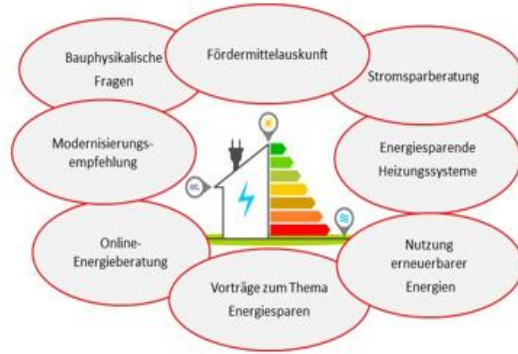 Fördermittelauskunft
Stromsparberatung
Energiesparende
Heizungssysteme
Nutzung
erneuerbarer
Energien
Vorträge zum Thema
Energiesparen
Online-
Energieberatung
Modernisierungs-
empfehlung
Bauphysikalische
Fragen